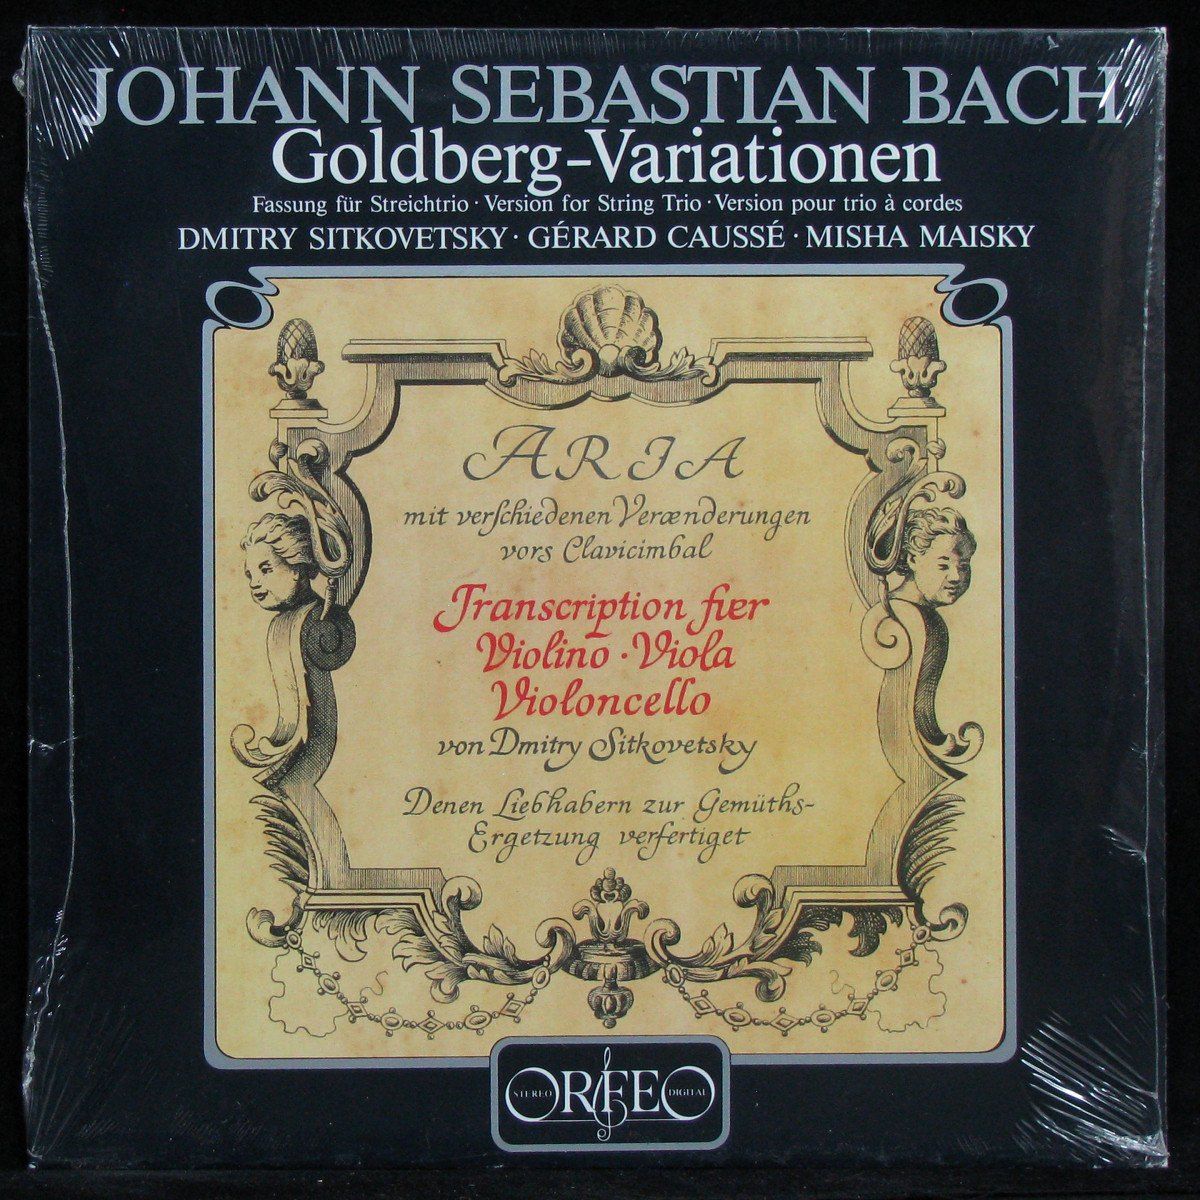 JOHANN SEBASTIAN BACH
Goldberg-Variationen
Fassung für Streichtrio · Version for String Trio · Version pour trio à cordes
DMITRY SITKOVETSKY · GÉRARD CAUSSÉ · MISHA MAISKY
ARIA
mit verschiedenen Verænderungen
vors Clavicimbal
Transcription fuer
Violino · Viola
Violoncello
von Dmitry Sitkovetsky
Denen Liebhabern zur Gemüths-
Ergetzung verfertiget
STEREO ORFEO DIGITAL